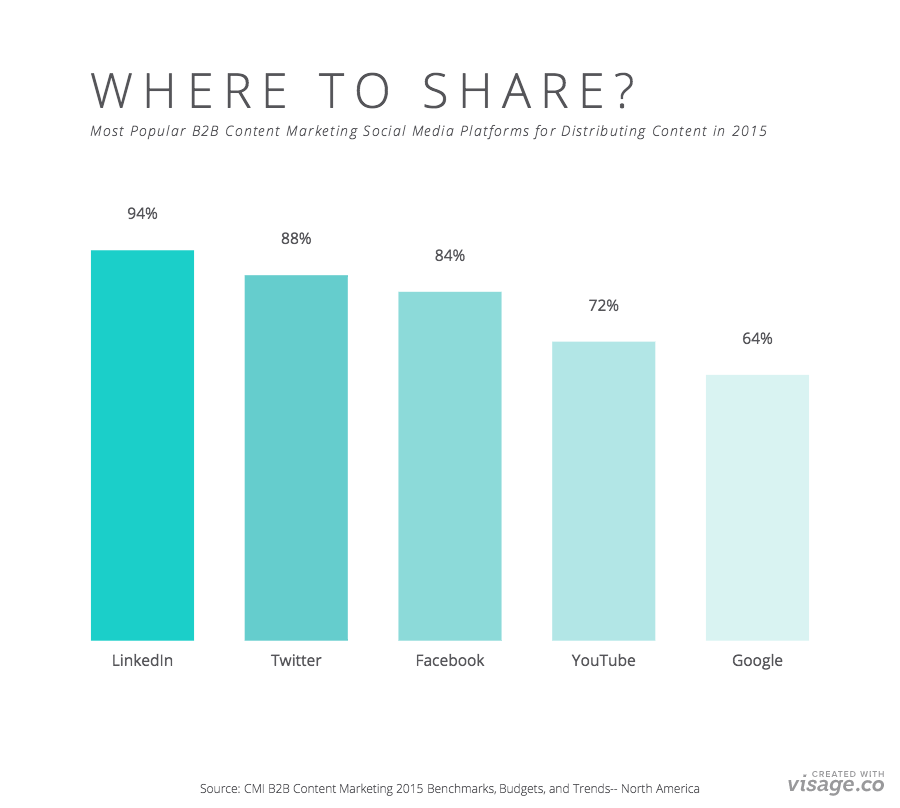 WHERE TO SHARE?
Most Popular B2B Content Marketing Social Media Platforms for Distributing Content in 2015
94%
88%
84%
72%
64%
LinkedIn
Twitter
Facebook
YouTube
Google
Source: CMI B2B Content Marketing 2015 Benchmarks, Budgets, and Trends-- North America
CREATED WITH
visage.co